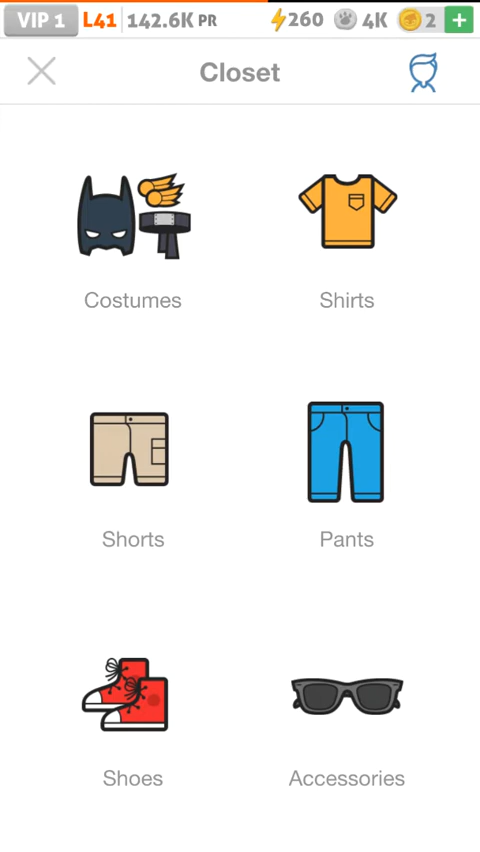 VIP 1 L41 142.6K PR 260 4K 2 +
Closet
Costumes Shirts
Shorts Pants
Shoes Accessories